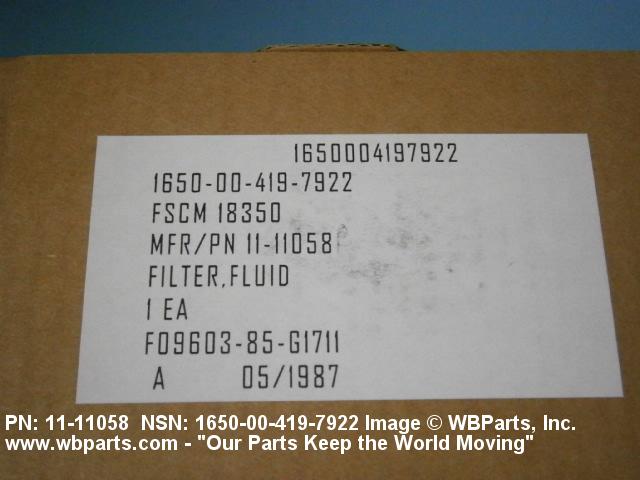 1650004197922
1650-00-419-7922
FSCM 18350
MFR/PN 11-11058
FILTER,FLUID
1 EA
F09603-85-G1711
A 05/1987
PN: 11-11058 NSN: 1650-00-419-7922 Image © WBParts, Inc.
www.wbparts.com - "Our Parts Keep the World Moving"